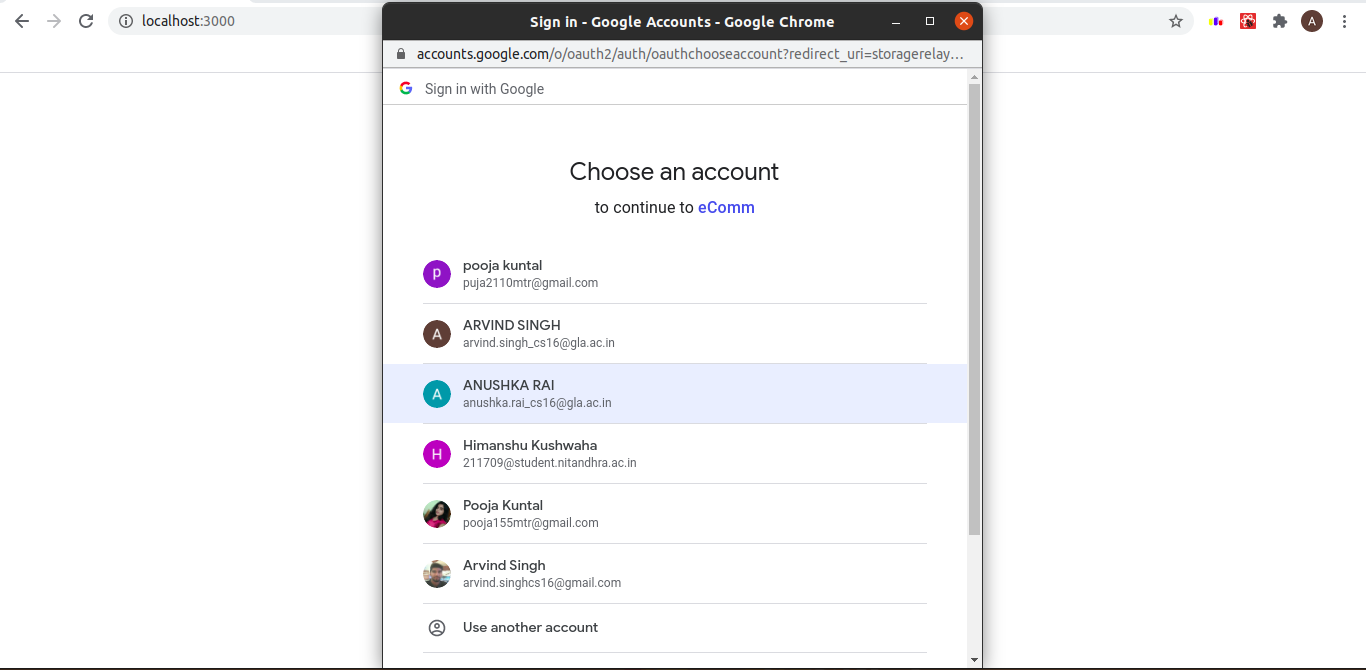 Sign in - Google Accounts - Google Chrome
localhost:3000
A
accounts.google.com/o/oauth2/auth/oauthchooseaccount?redirect_uri=storagerelay...
G Sign in with Google
Choose an account
to continue to eComm
p
pooja kuntal
puja2110mtr@gmail.com
A
ARVIND SINGH
arvind.singh_cs16@gla.ac.in
A
ANUSHKA RAI
anushka.rai_cs16@gla.ac.in
H
Himanshu Kushwaha
211709@student.nitandhra.ac.in
Pooja Kuntal
pooja155mtr@gmail.com
Arvind Singh
arvind.singhcs16@gmail.com
Use another account